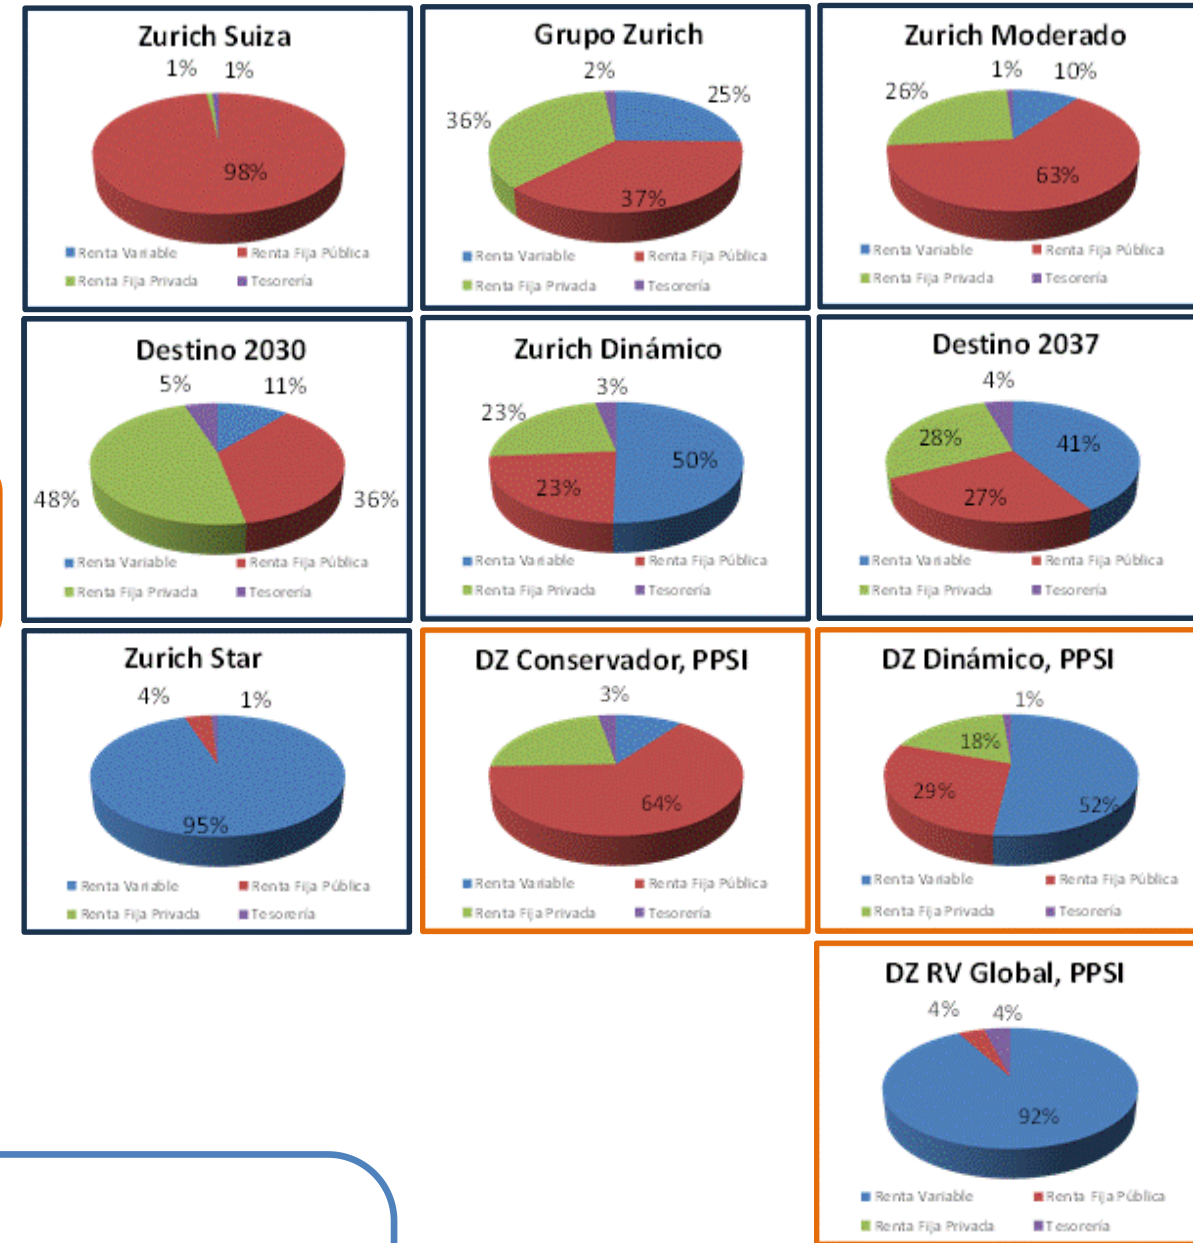 Zurich Suiza
1% 1%
98%
Renta Variable Renta Fija Pública
Renta Fija Privada Tesorería
Grupo Zurich
2%
25%
36%
37%
Renta Variable Renta Fija Pública
Renta Fija Privada Tesorería
Zurich Moderado
1% 10%
26%
63%
Renta Variable Renta Fija Pública
Renta Fija Privada Tesorería
Destino 2030
5% 11%
48% 36%
Renta Variable Renta Fija Pública
Renta Fija Privada Tesorería
Zurich Dinámico
3%
23%
50%
23%
Renta Variable Renta Fija Pública
Renta Fija Privada Tesorería
Destino 2037
4%
28% 41%
27%
Renta Variable Renta Fija Pública
Renta Fija Privada Tesorería
Zurich Star
4% 1%
95%
Renta Variable Renta Fija Pública
Renta Fija Privada Tesorería
DZ Conservador, PPSI
3%
64%
Renta Variable Renta Fija Pública
Renta Fija Privada Tesorería
DZ Dinámico, PPSI
1%
18%
29%
52%
Renta Variable Renta Fija Pública
Renta Fija Privada Tesorería
DZ RV Global, PPSI
4% 4%
92%
Renta Variable Renta Fija Pública
Renta Fija Privada Tesorería